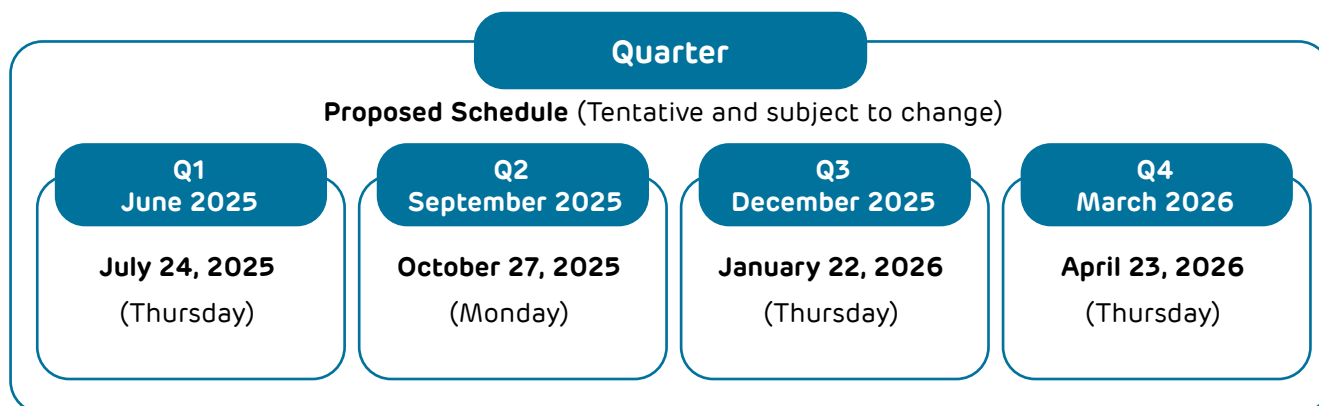 Quarter
Proposed Schedule (Tentative and subject to change)
Q1
June 2025
July 24, 2025
(Thursday)
Q2
September 2025
October 27, 2025
(Monday)
Q3
December 2025
January 22, 2026
(Thursday)
Q4
March 2026
April 23, 2026
(Thursday)